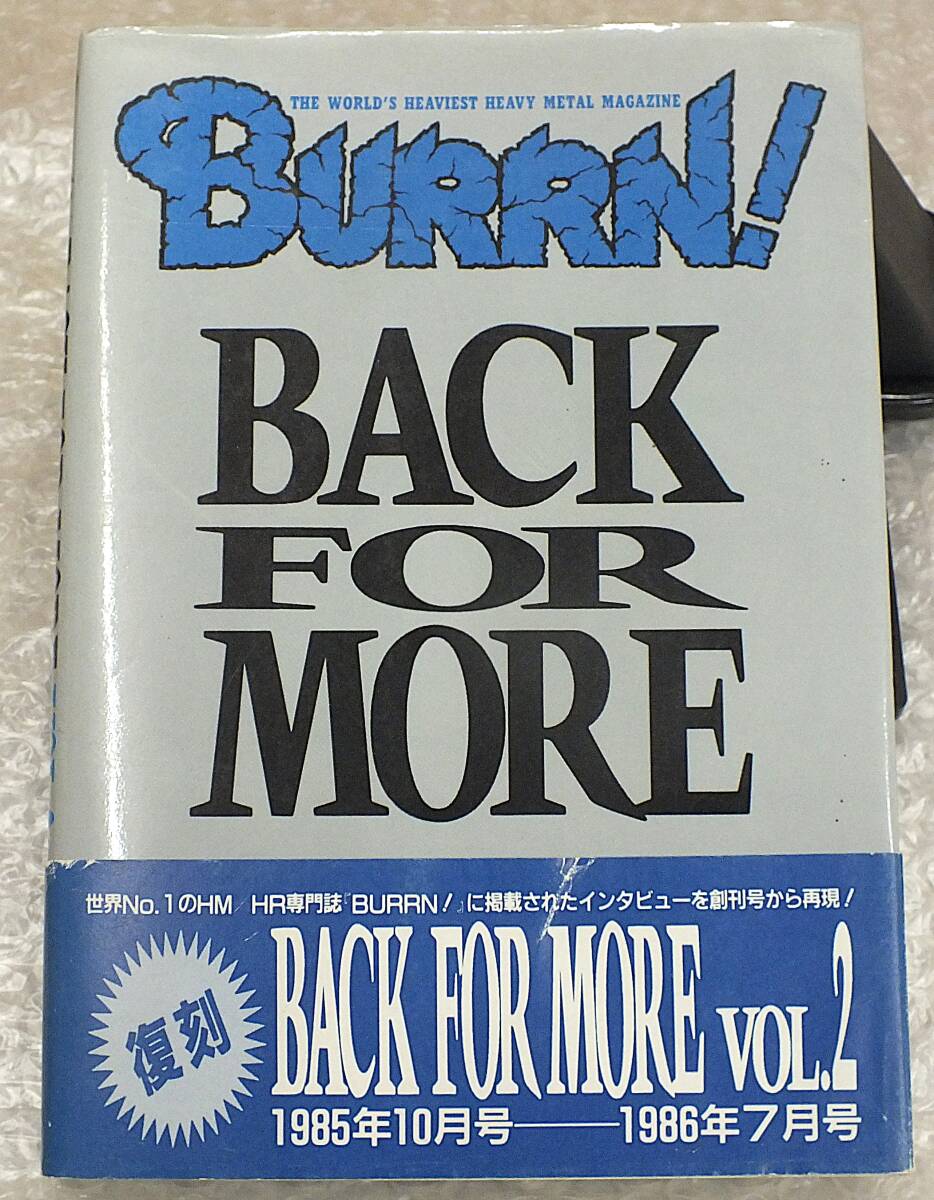 THE WORLD'S HEAVIEST HEAVY METAL MAGAZINE
BURRN!
BACK
FOR
MORE
世界No.1のHM/HR専門誌『BURRN!』に掲載されたインタビューを創刊号から再現!
復刻
BACK FOR MORE VOL.2
1985年10月号――1986年7月号